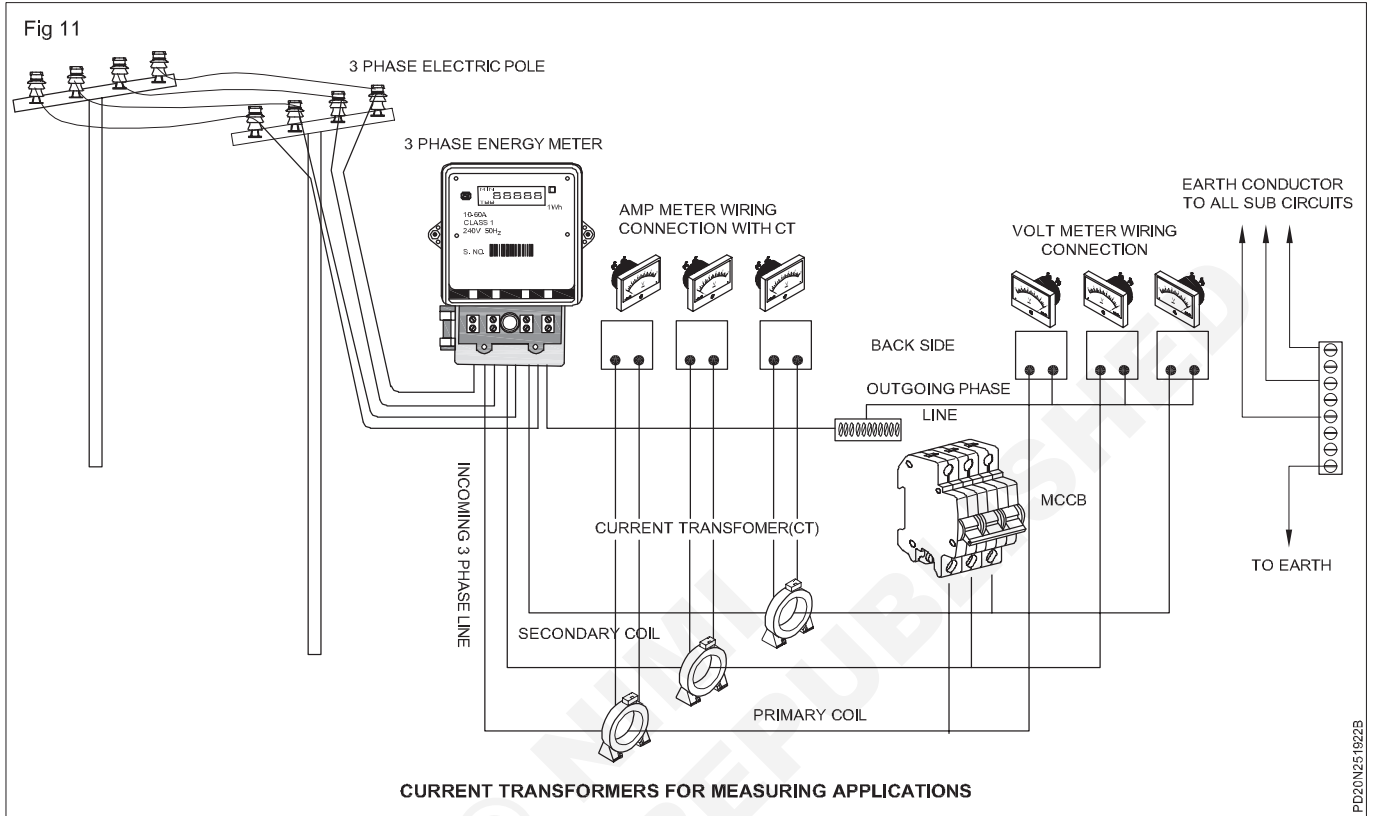 Fig 11
3 PHASE ELECTRIC POLE
3 PHASE ENERGY METER
88888
1Wh
10-60A
CLASS 1
240V 50Hz
S. NO.
AMP METER WIRING
CONNECTION WITH CT
VOLT METER WIRING
CONNECTION
EARTH CONDUCTOR
TO ALL SUB CIRCUITS
BACK SIDE
OUTGOING PHASE
LINE
MCCB
INCOMING 3 PHASE LINE
CURRENT TRANSFOMER(CT)
TO EARTH
SECONDARY COIL
PRIMARY COIL
© NIMI
REPUBLISHED
CURRENT TRANSFORMERS FOR MEASURING APPLICATIONS
PD20N251922B